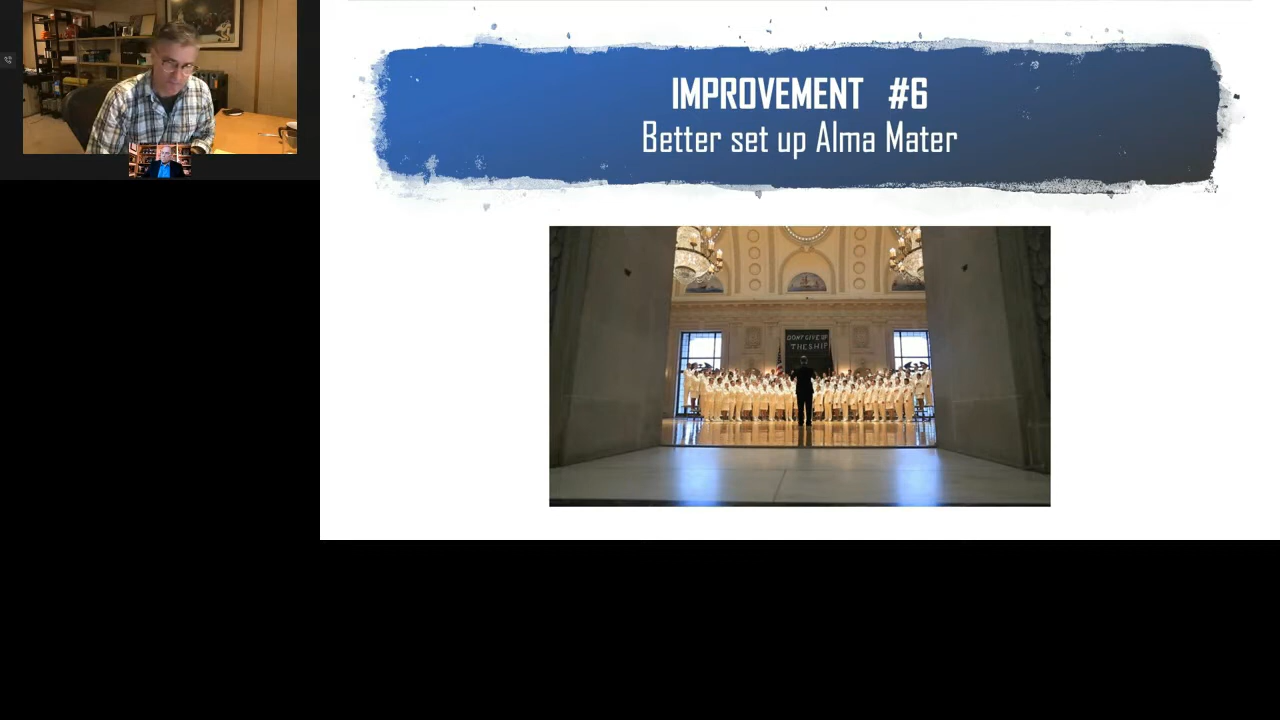 IMPROVEMENT #6
Better set up Alma Mater
DONT GIVE UP
THE SHIP